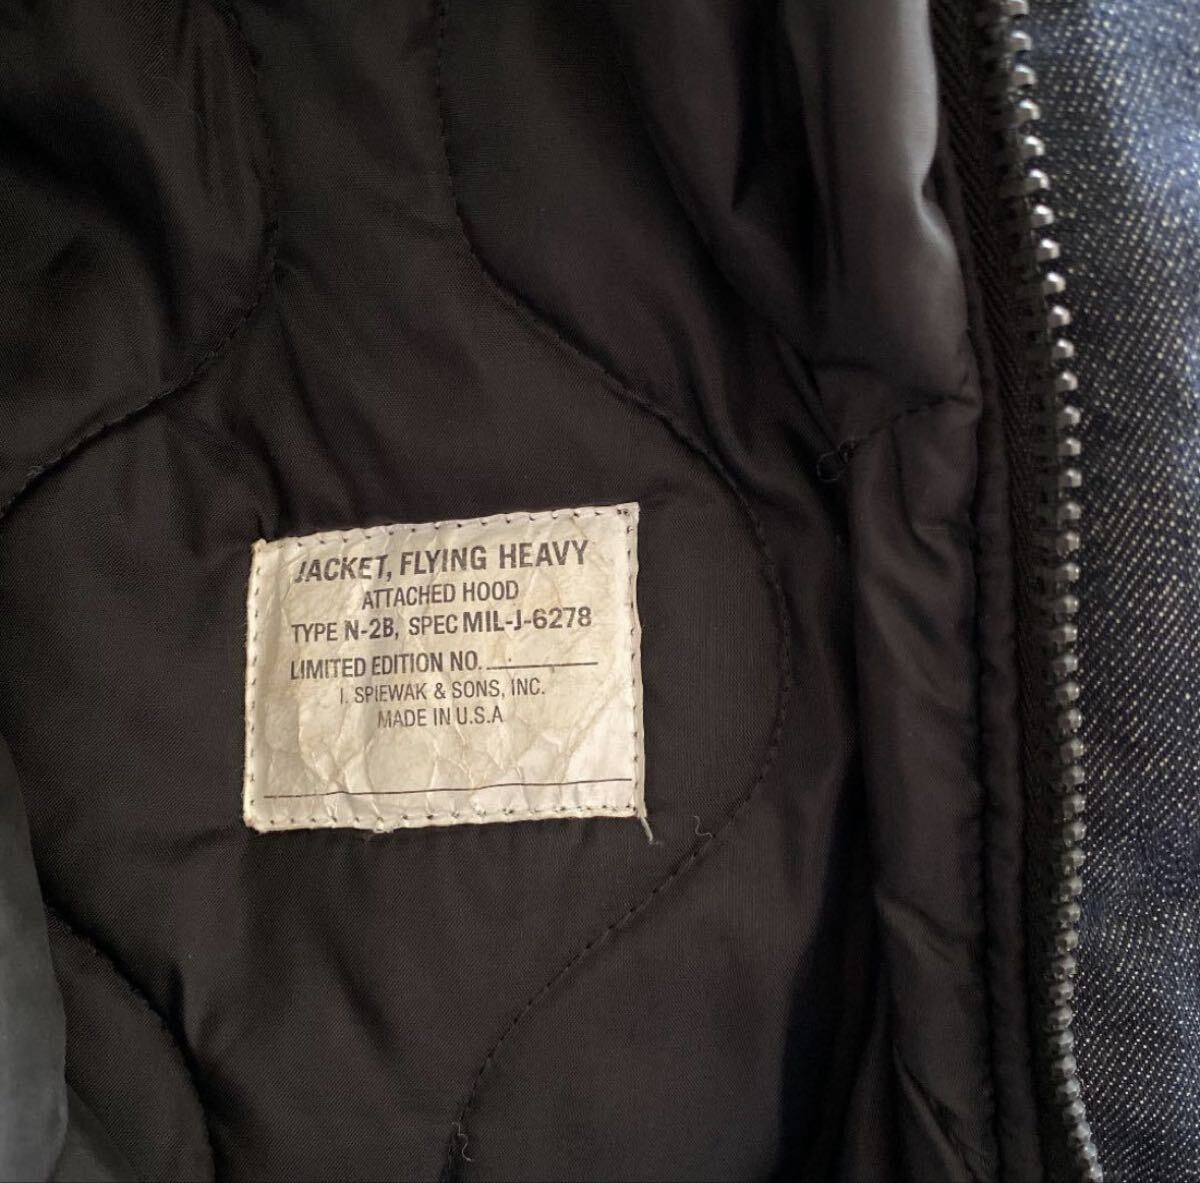 JACKET, FLYING HEAVY
ATTACHED HOOD
TYPE N-2B, SPEC MIL-J-6278
LIMITED EDITION NO.
I. SPIEWAK & SONS, INC.
MADE IN U.S.A